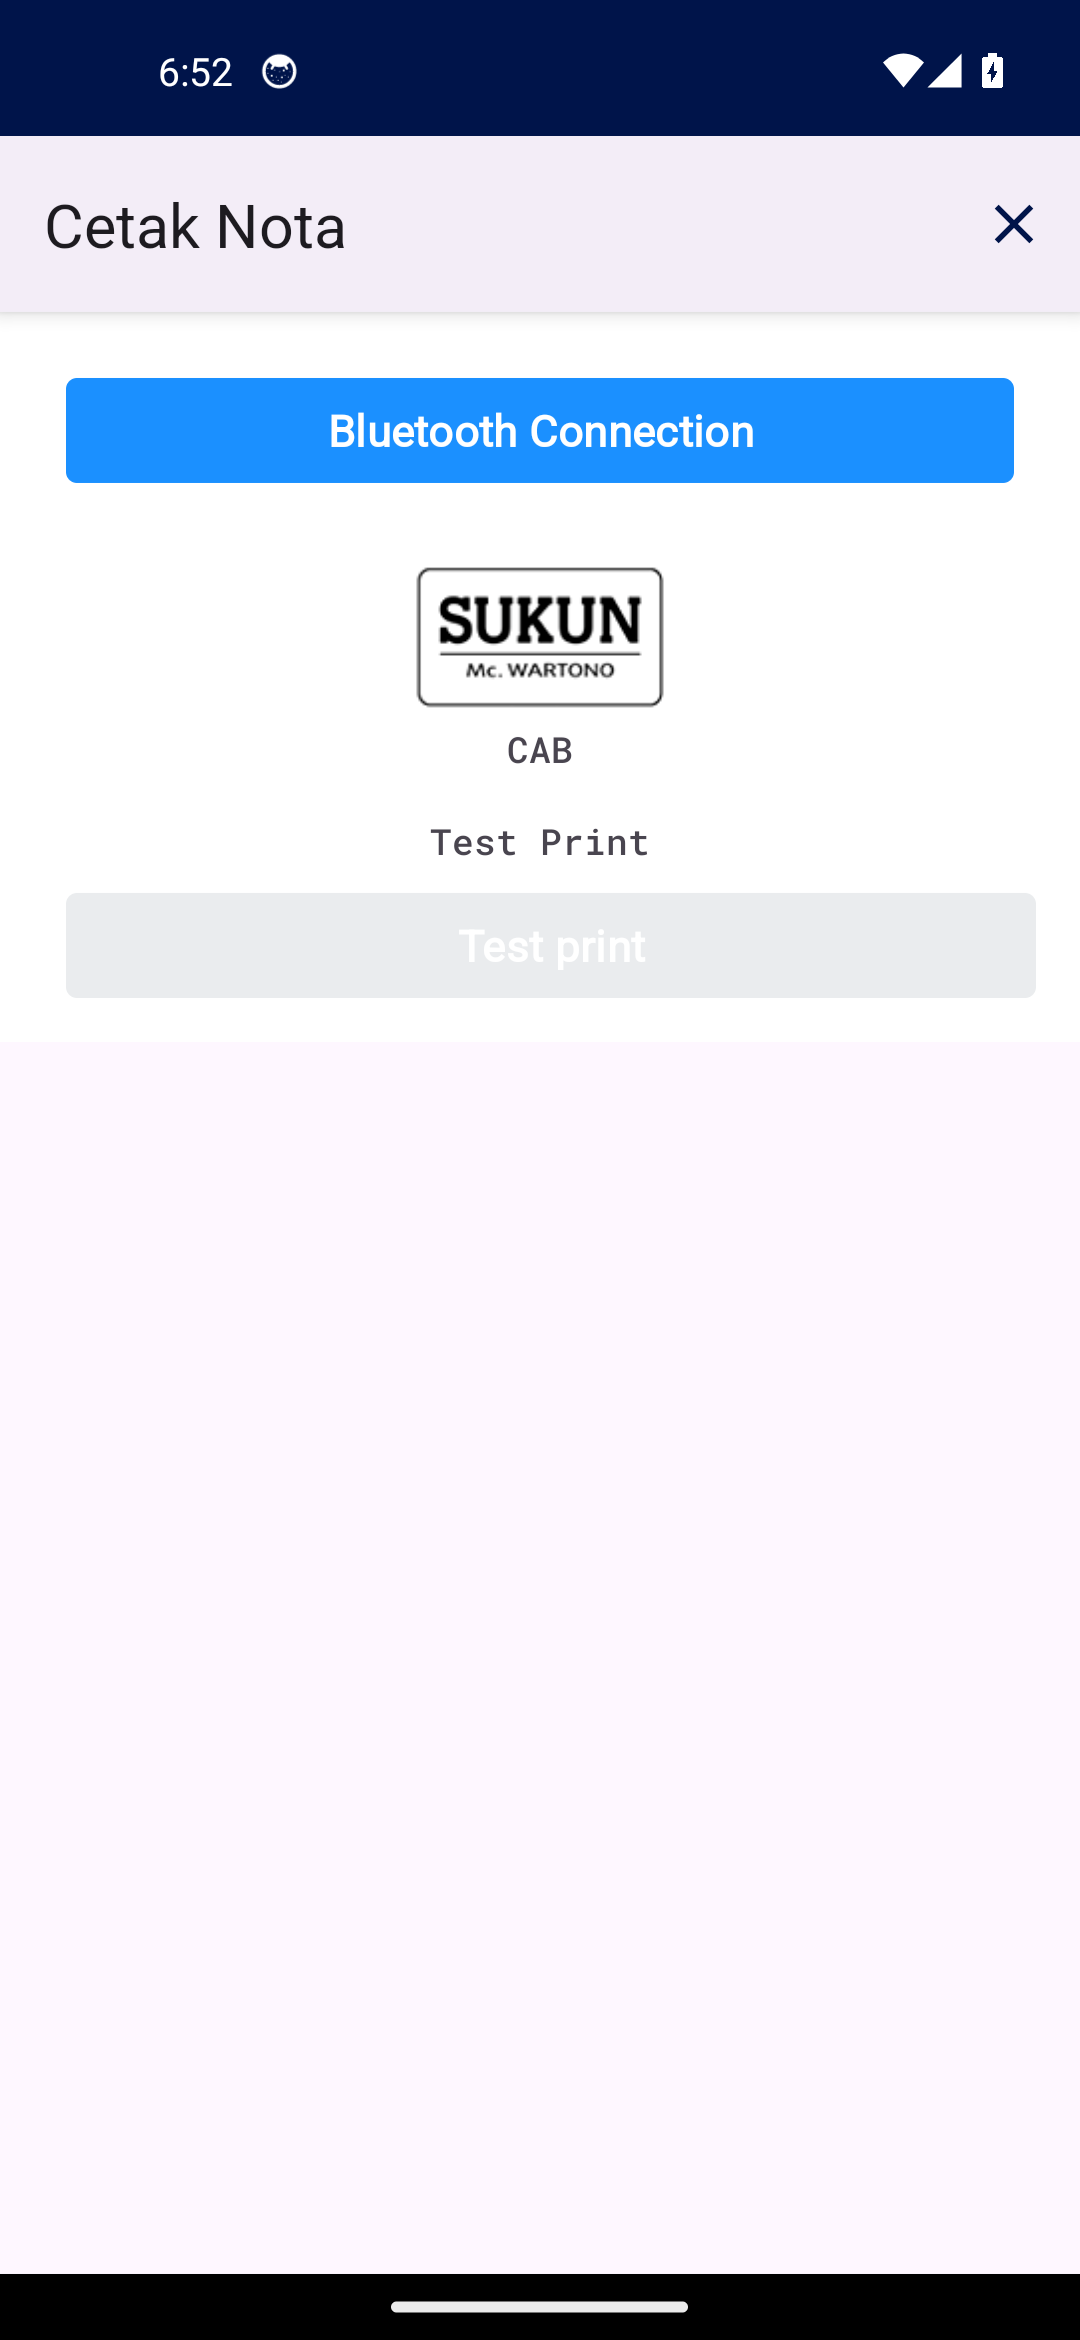 6:52
Cetak Nota
Bluetooth Connection
SUKUN
Mc. WARTONO
CAB
Test Print
Test print